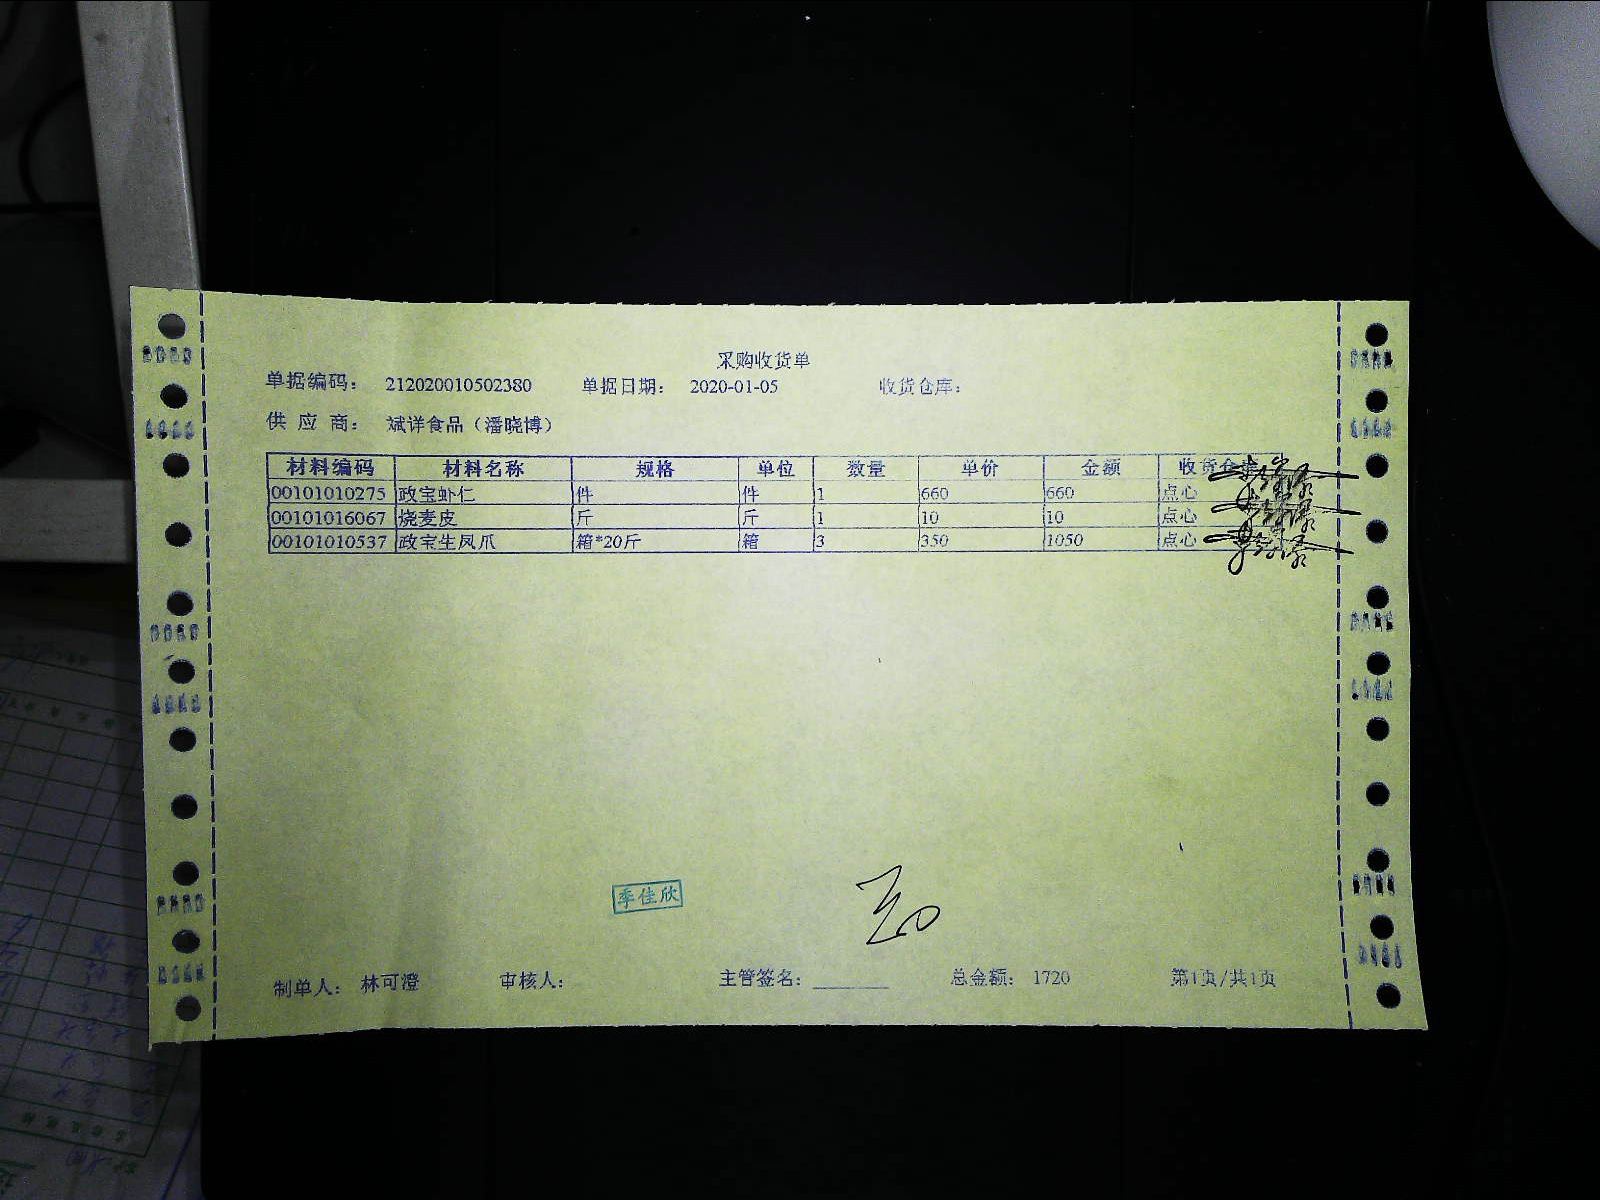 采购收货单
单据编码： 212020010502380 单据日期： 2020-01-05 收货仓库：
供 应 商： 斌详食品（潘晓博）
材料编码 材料名称 规格 单位 数量 单价 金额 收货仓库
00101010275 政宝虾仁 件 件 1 660 660 点心
00101016067 烧麦皮 斤 斤 1 10 10 点心
00101010537 政宝生凤爪 箱*20斤 箱 3 350 1050 点心
季佳欣
制单人： 林可澄 审核人： 主管签名： 总金额： 1720 第1页/共1页